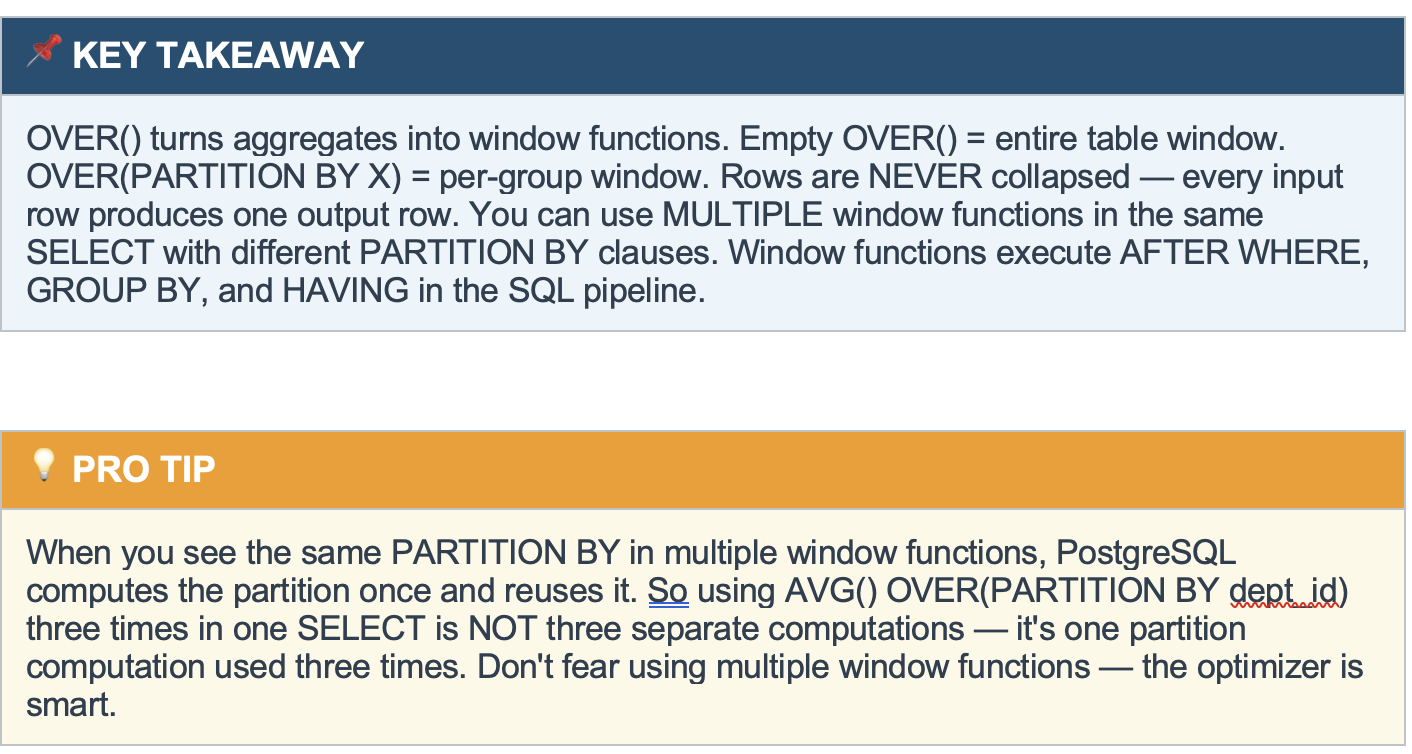 📌 KEY TAKEAWAY
OVER() turns aggregates into window functions. Empty OVER() = entire table window.
OVER(PARTITION BY X) = per-group window. Rows are NEVER collapsed — every input
row produces one output row. You can use MULTIPLE window functions in the same
SELECT with different PARTITION BY clauses. Window functions execute AFTER WHERE,
GROUP BY, and HAVING in the SQL pipeline.
💡 PRO TIP
When you see the same PARTITION BY in multiple window functions, PostgreSQL
computes the partition once and reuses it. So using AVG() OVER(PARTITION BY dept_id)
three times in one SELECT is NOT three separate computations — it's one partition
computation used three times. Don't fear using multiple window functions — the optimizer is
smart.